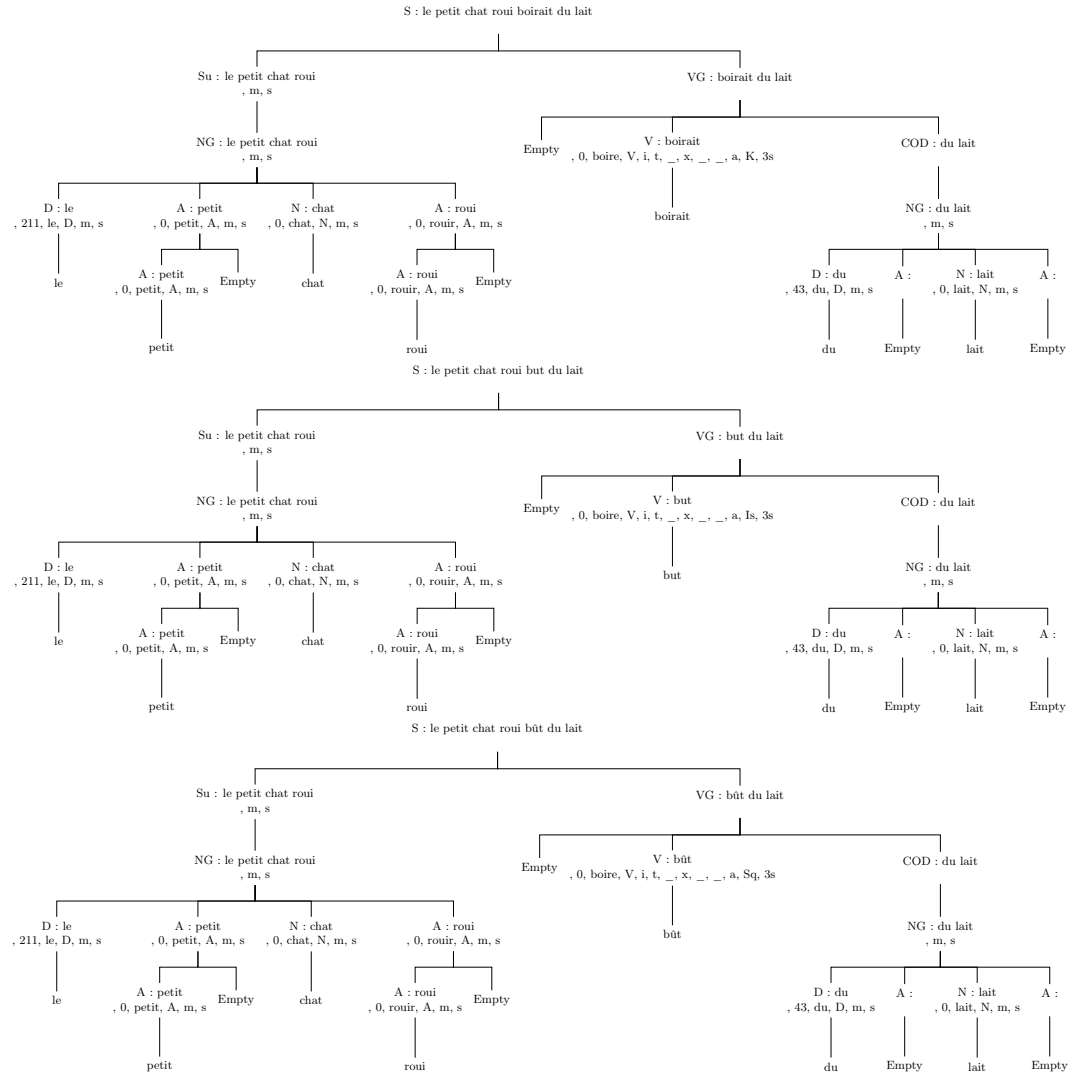 S : le petit chat roui boirait du lait
Su : le petit chat roui VG : boirait du lait
, m, s
NG : le petit chat roui Empty V : boirait COD : du lait
, m, s , 0, boire, V, i, t, _, x, _, _, a, K, 3s
D : le A : petit N : chat A : roui boirait NG : du lait
, 211, le, D, m, s , 0, petit, A, m, s , 0, chat, N, m, s , 0, rouir, A, m, s , m, s
le A : petit Empty chat A : roui Empty D : du A : N : lait A :
, 0, petit, A, m, s , 0, rouir, A, m, s , 43, du, D, m, s , 0, lait, N, m, s
petit roui du Empty lait Empty
S : le petit chat roui but du lait
Su : le petit chat roui VG : but du lait
, m, s
NG : le petit chat roui Empty V : but COD : du lait
, m, s , 0, boire, V, i, t, _, x, _, _, a, Is, 3s
D : le A : petit N : chat A : roui but NG : du lait
, 211, le, D, m, s , 0, petit, A, m, s , 0, chat, N, m, s , 0, rouir, A, m, s , m, s
le A : petit Empty chat A : roui Empty D : du A : N : lait A :
, 0, petit, A, m, s , 0, rouir, A, m, s , 43, du, D, m, s , 0, lait, N, m, s
petit roui du Empty lait Empty
S : le petit chat roui bût du lait
Su : le petit chat roui VG : bût du lait
, m, s
NG : le petit chat roui Empty V : bût COD : du lait
, m, s , 0, boire, V, i, t, _, x, _, _, a, Sq, 3s
D : le A : petit N : chat A : roui bût NG : du lait
, 211, le, D, m, s , 0, petit, A, m, s , 0, chat, N, m, s , 0, rouir, A, m, s , m, s
le A : petit Empty chat A : roui Empty D : du A : N : lait A :
, 0, petit, A, m, s , 0, rouir, A, m, s , 43, du, D, m, s , 0, lait, N, m, s
petit roui du Empty lait Empty